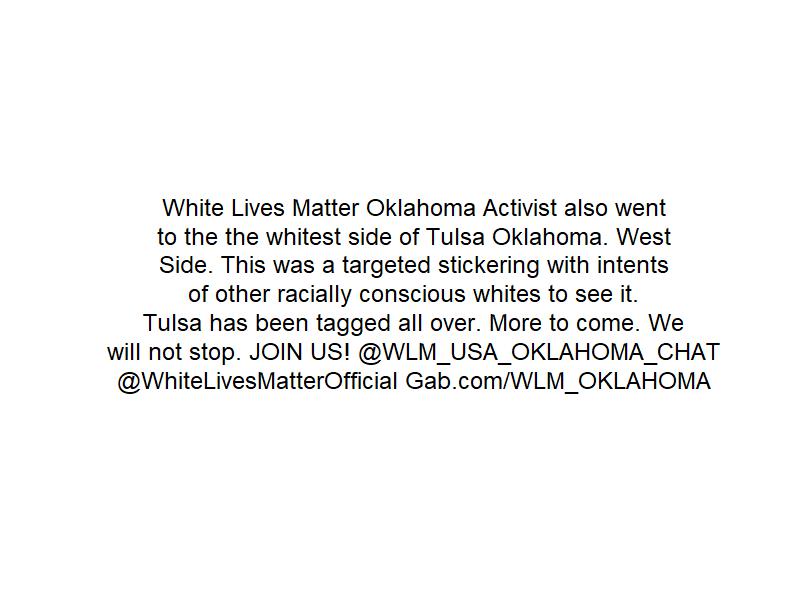 White Lives Matter Oklahoma Activist also went
to the the whitest side of Tulsa Oklahoma. West
Side. This was a targeted stickering with intents
of other racially conscious whites to see it.
Tulsa has been tagged all over. More to come. We
will not stop. JOIN US! @WLM_USA_OKLAHOMA_CHAT
@WhiteLivesMatterOfficial Gab.com/WLM_OKLAHOMA